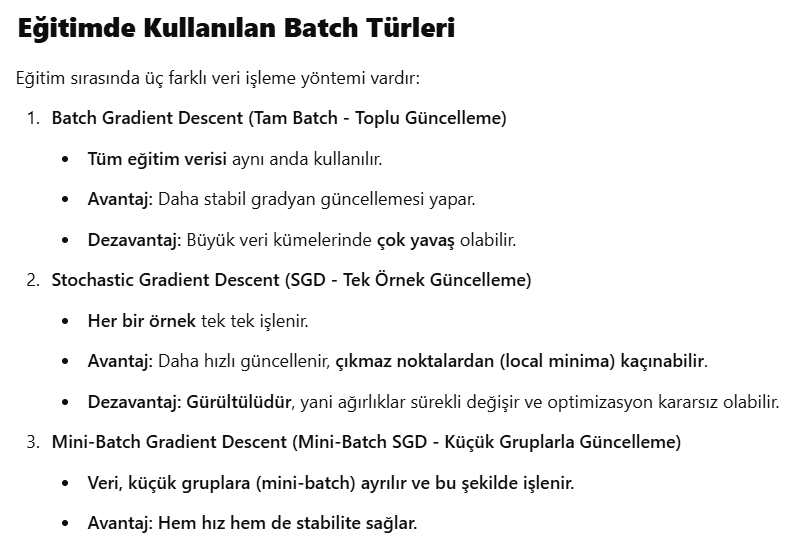 Eğitimde Kullanılan Batch Türleri
Eğitim sırasında üç farklı veri işleme yöntemi vardır:
1. Batch Gradient Descent (Tam Batch - Toplu Güncelleme)
• Tüm eğitim verisi aynı anda kullanılır.
• Avantaj: Daha stabil gradyan güncellemesi yapar.
• Dezavantaj: Büyük veri kümelerinde çok yavaş olabilir.
2. Stochastic Gradient Descent (SGD - Tek Örnek Güncelleme)
• Her bir örnek tek tek işlenir.
• Avantaj: Daha hızlı güncellenir, çıkmaz noktalardan (local minima) kaçınabilir.
• Dezavantaj: Gürültülüdür, yani ağırlıklar sürekli değişir ve optimizasyon kararsız olabilir.
3. Mini-Batch Gradient Descent (Mini-Batch SGD - Küçük Gruplarla Güncelleme)
• Veri, küçük gruplara (mini-batch) ayrılır ve bu şekilde işlenir.
• Avantaj: Hem hız hem de stabilite sağlar.